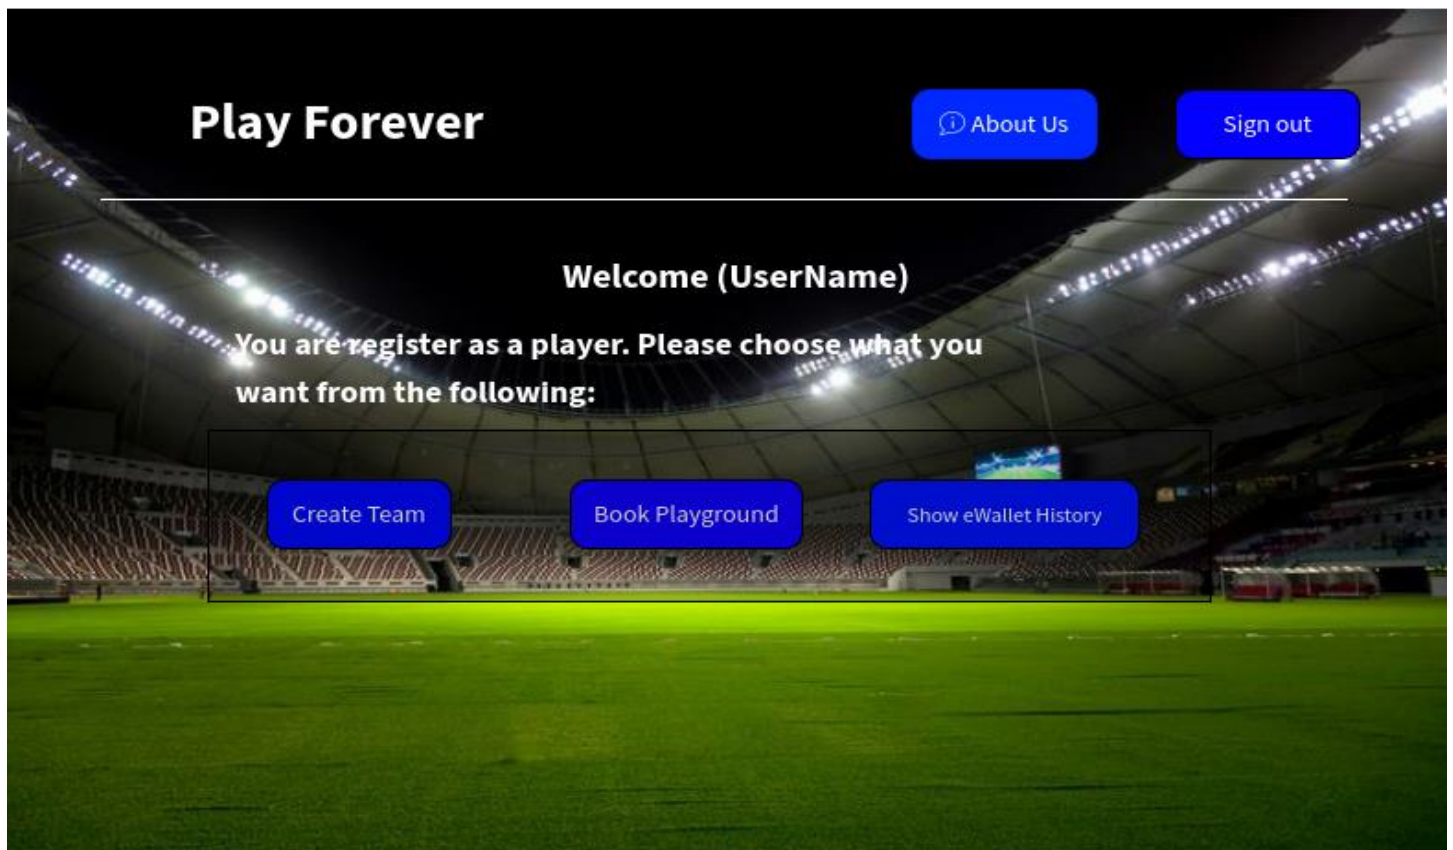 Play Forever
About Us
Sign out
Welcome (UserName)
You are register as a player. Please choose what you
want from the following:
Create Team
Book Playground
Show eWallet History